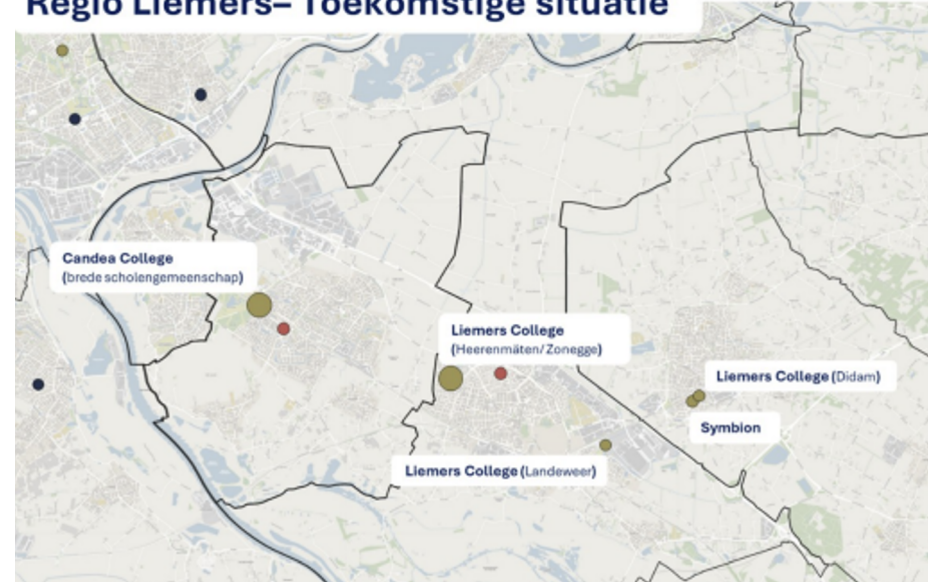 Regio Liemers– Toekomstige situatie
Candea College
(brede scholengemeenschap)
Liemers College
(Heerenmäten/Zonegge)
Liemers College (Didam)
Symbion
Liemers College (Landeweer)